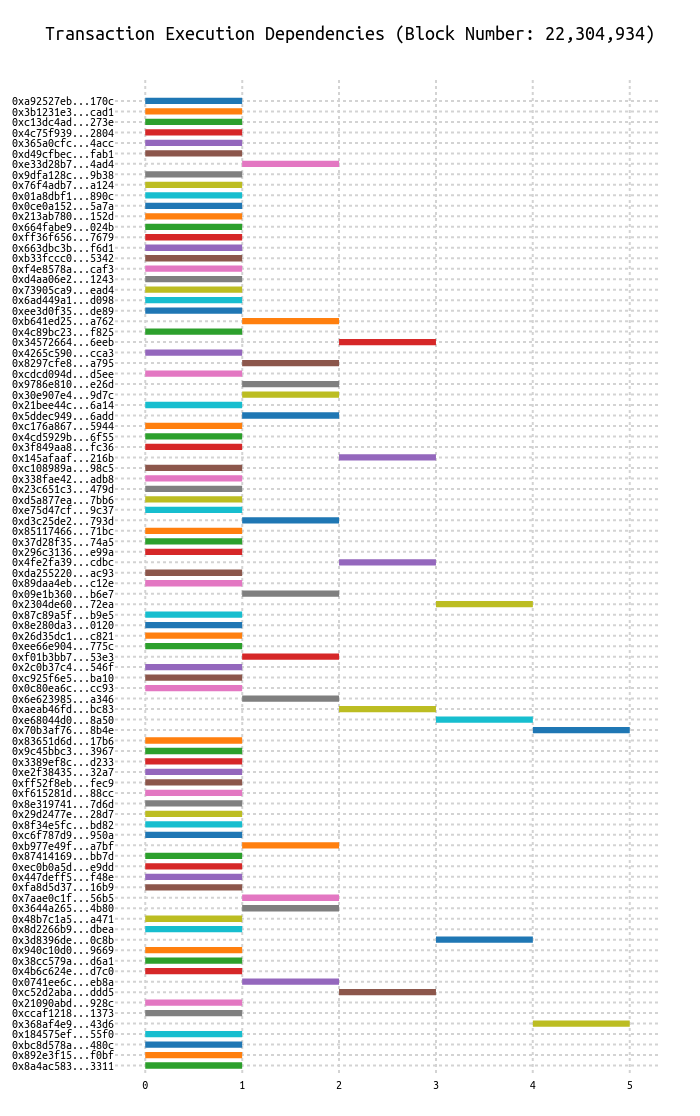 Transaction Execution Dependencies (Block Number: 22,304,934)
0xa92527eb...170c
0x3b1231e3...cad1
0xc13dc4ad...273e
0x4c75f939...2804
0x365a0cfc...4acc
0xd49cfbec...fab1
0xe33d28b7...4ad4
0x9dfa128c...9b38
0x76f4adb7...a124
0x01a8dbf1...890c
0x0ce0a152...5a7a
0x213ab780...152d
0x664fabe9...024b
0xff36f656...7679
0x663dbc3b...f6d1
0xb33fccc0...5342
0xf4e8578a...caf3
0xd4aa06e2...1243
0x73905ca9...ead4
0x6ad449a1...d098
0xee3d0f35...de89
0xb641ed25...a762
0x4c89bc23...f825
0x34572664...6eeb
0x4265c590...cca3
0x8297cfe8...a795
0xcdcd094d...d5ee
0x9786e810...e26d
0x30e907e4...9d7c
0x21bee44c...6a14
0x5ddec949...6add
0xc176a867...5944
0x4cd5929b...6f55
0x3f849aa8...fc36
0x145afaaf...216b
0xc108989a...98c5
0x338fae42...adb8
0x23c651c3...479d
0xd5a877ea...7bb6
0xe75d47cf...9c37
0xd3c25de2...793d
0x85117466...71bc
0x37d28f35...74a5
0x296c3136...e99a
0x4fe2fa39...cdbc
0xda255220...ac93
0x89daa4eb...c12e
0x09e1b360...b6e7
0x2304de60...72ea
0x87c89a5f...b9e5
0x8e280da3...0120
0x26d35dc1...c821
0xee66e904...775c
0xf01b3bb7...53e3
0x2c0b37c4...546f
0xc925f6e5...ba10
0x0c80ea6c...cc93
0x6e623985...a346
0xaeab46fd...bc83
0xe68044d0...8a50
0x70b3af76...8b4e
0x83651d6d...17b6
0x9c45bbc3...3967
0x3389ef8c...d233
0xe2f38435...32a7
0xff52f8eb...fec9
0xf615281d...88cc
0x8e319741...7d6d
0x29d2477e...28d7
0x8f34e5fc...bd82
0xc6f787d9...950a
0xb977e49f...a7bf
0x87414169...bb7d
0xec0b0a5d...e9dd
0x447deff5...f48e
0xfa8d5d37...16b9
0x7aae0c1f...56b5
0x3644a265...4b80
0x48b7c1a5...a471
0x8d2266b9...dbea
0x3d8396de...0c8b
0x940c10d0...9669
0x38cc579a...d6a1
0x4b6c624e...d7c0
0x0741ee6c...eb8a
0xc52d2aba...ddd5
0x21090abd...928c
0xccaf1218...1373
0x368af4e9...43d6
0x184575ef...55f0
0xbc8d578a...480c
0x892e3f15...f0bf
0x8a4ac583...3311
0 1 2 3 4 5